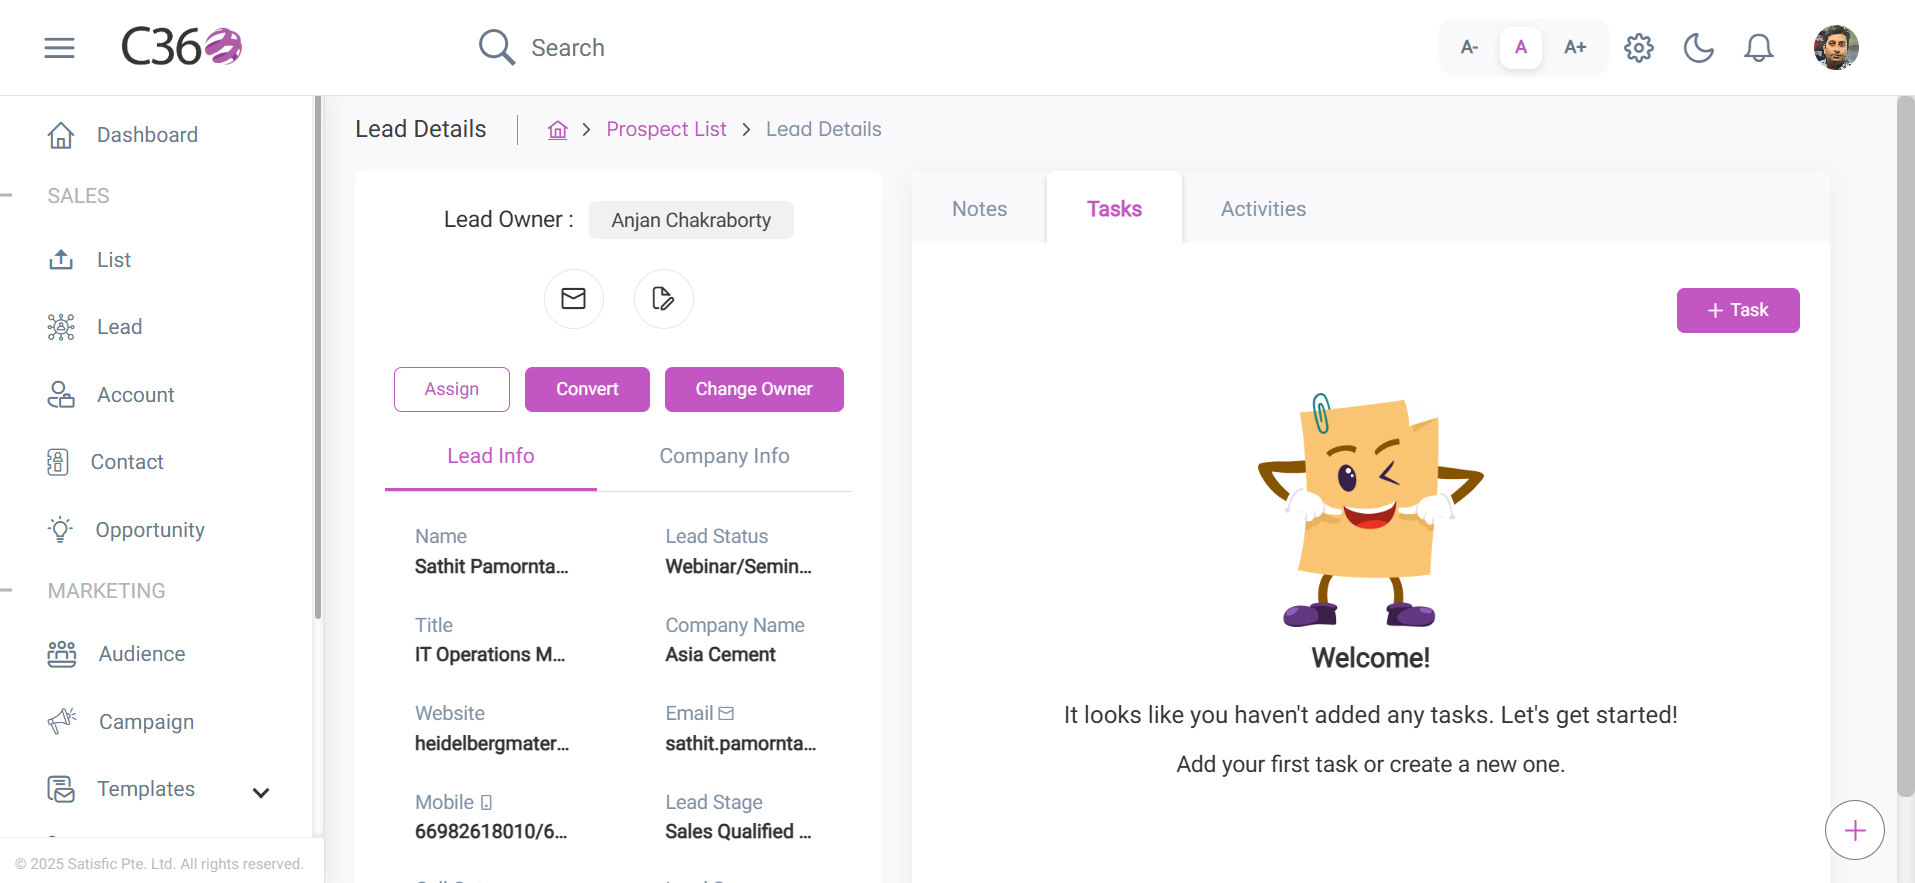 C360
Search
A-
A
A+
Dashboard
SALES
List
Lead
Account
Contact
Opportunity
MARKETING
Audience
Campaign
Templates
© 2025 Satisfic Pte. Ltd. All rights reserved.
Lead Details
Prospect List
Lead Details
Lead Owner :
Anjan Chakraborty
Assign
Convert
Change Owner
Lead Info
Company Info
Name
Sathit Pamornta...
Lead Status
Webinar/Semin...
Title
IT Operations M...
Company Name
Asia Cement
Website
heidelbergmater...
Email
sathit.pamornta...
Mobile
66982618010/6...
Lead Stage
Sales Qualified ...
Notes
Tasks
Activities
+ Task
Welcome!
It looks like you haven't added any tasks. Let's get started!
Add your first task or create a new one.